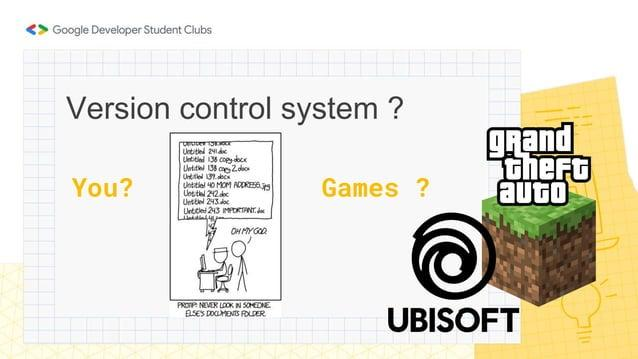 Google Developer Student Clubs
Version control system ?
Untitled 241.doc
Untitled 138 copy.docx
Untitled 138 copy 2.docx
Untitled 139.docx
Untitled 40 MOM ADDRESS.jpg
Untitled 242.doc
Untitled 243.doc
Untitled 243 IMPORTANT.doc
OH MY GOD.
PROTIP: NEVER LOOK IN SOMEONE
ELSE'S DOCUMENTS FOLDER.
You?
Games ?
grand
theft
auto
UBISOFT